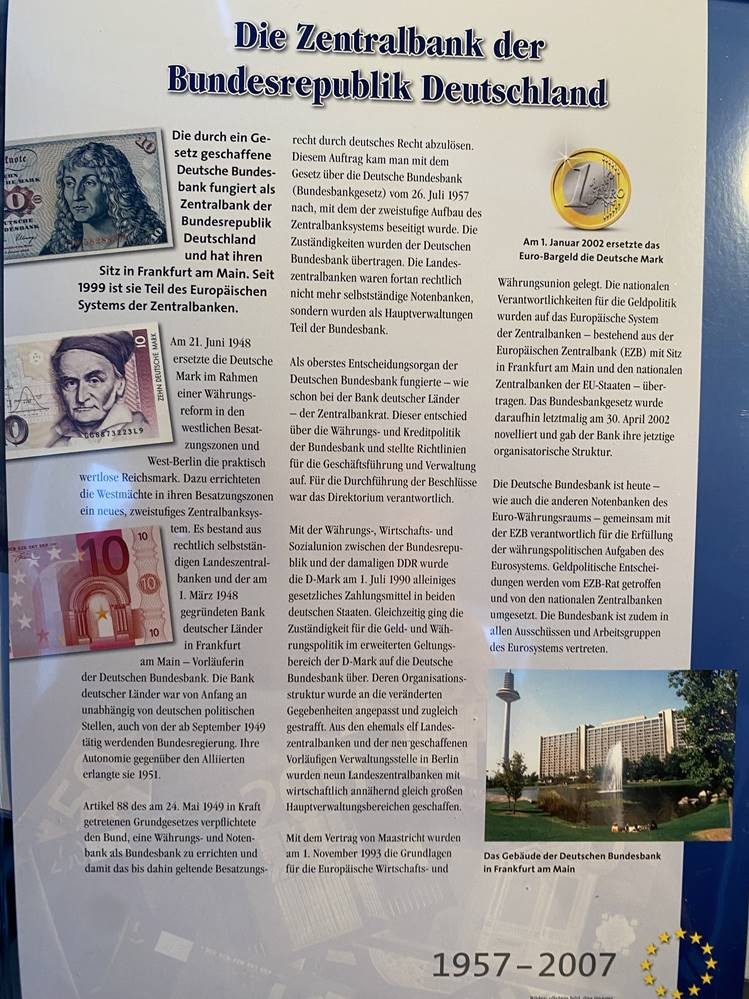 Die Zentralbank der
Bundesrepublik Deutschland
Die durch ein Ge-
setz geschaffene
Deutsche Bundes-
bank fungiert als
Zentralbank der
Bundesrepublik
Deutschland
und hat ihren
Sitz in Frankfurt am Main. Seit
1999 ist sie Teil des Europäischen
Systems der Zentralbanken.
10
ZEHN DEUTSCHE MARK
GG8873223L9
Am 21. Juni 1948
ersetzte die Deutsche
Mark im Rahmen
einer Währungs-
reform in den
westlichen Besat-
zungszonen und
West-Berlin die praktisch
wertlose Reichsmark. Dazu errichteten
die Westmächte in ihren Besatzungszonen
ein neues, zweistufiges Zentralbanksys-
tem. Es bestand aus
rechtlich selbststän-
digen Landeszentral-
banken und der am
1. März 1948
gegründeten Bank
deutscher Länder
in Frankfurt
am Main – Vorläuferin
der Deutschen Bundesbank. Die Bank
deutscher Länder war von Anfang an
unabhängig von deutschen politischen
Stellen, auch von der ab September 1949
tätig werdenden Bundesregierung. Ihre
Autonomie gegenüber den Alliierten
erlangte sie 1951.
10
10
10
10
Artikel 88 des am 24. Mai 1949 in Kraft
getretenen Grundgesetzes verpflichtete
den Bund, eine Währungs- und Noten-
bank als Bundesbank zu errichten und
damit das bis dahin geltende Besatzungs-
recht durch deutsches Recht abzulösen.
Diesem Auftrag kam man mit dem
Gesetz über die Deutsche Bundesbank
(Bundesbankgesetz) vom 26. Juli 1957
nach, mit dem der zweistufige Aufbau des
Zentralbanksystems beseitigt wurde. Die
Zuständigkeiten wurden der Deutschen
Bundesbank übertragen. Die Landes-
zentralbanken waren fortan rechtlich
nicht mehr selbstständige Notenbanken,
sondern wurden als Hauptverwaltungen
Teil der Bundesbank.
Als oberstes Entscheidungsorgan der
Deutschen Bundesbank fungierte – wie
schon bei der Bank deutscher Länder
– der Zentralbankrat. Dieser entschied
über die Währungs- und Kreditpolitik
der Bundesbank und stellte Richtlinien
für die Geschäftsführung und Verwaltung
auf. Für die Durchführung der Beschlüsse
war das Direktorium verantwortlich.
Mit der Währungs-, Wirtschafts- und
Sozialunion zwischen der Bundesrepu-
blik und der damaligen DDR wurde
die D-Mark am 1. Juli 1990 alleiniges
gesetzliches Zahlungsmittel in beiden
deutschen Staaten. Gleichzeitig ging die
Zuständigkeit für die Geld- und Wäh-
rungspolitik im erweiterten Geltungs-
bereich der D-Mark auf die Deutsche
Bundesbank über. Deren Organisations-
struktur wurde an die veränderten
Gegebenheiten angepasst und zugleich
gestrafft. Aus den ehemals elf Landes-
zentralbanken und der neu geschaffenen
Vorläufigen Verwaltungsstelle in Berlin
wurden neun Landeszentralbanken mit
wirtschaftlich annähernd gleich großen
Hauptverwaltungsbereichen geschaffen.
Mit dem Vertrag von Maastricht wurden
am 1. November 1993 die Grundlagen
für die Europäische Wirtschafts- und
1
Am 1. Januar 2002 ersetzte das
Euro-Bargeld die Deutsche Mark
Währungsunion gelegt. Die nationalen
Verantwortlichkeiten für die Geldpolitik
wurden auf das Europäische System
der Zentralbanken – bestehend aus der
Europäischen Zentralbank (EZB) mit Sitz
in Frankfurt am Main und den nationalen
Zentralbanken der EU-Staaten – über-
tragen. Das Bundesbankgesetz wurde
daraufhin letztmalig am 30. April 2002
novelliert und gab der Bank ihre jetztige
organisatorische Struktur.
Die Deutsche Bundesbank ist heute –
wie auch die anderen Notenbanken des
Euro-Währungsraums – gemeinsam mit
der EZB verantwortlich für die Erfüllung
der währungspolitischen Aufgaben des
Eurosystems. Geldpolitische Entschei-
dungen werden vom EZB-Rat getroffen
und von den nationalen Zentralbanken
umgesetzt. Die Bundesbank ist zudem in
allen Ausschüssen und Arbeitsgruppen
des Eurosystems vertreten.
Das Gebäude der Deutschen Bundesbank
in Frankfurt am Main
1957–2007